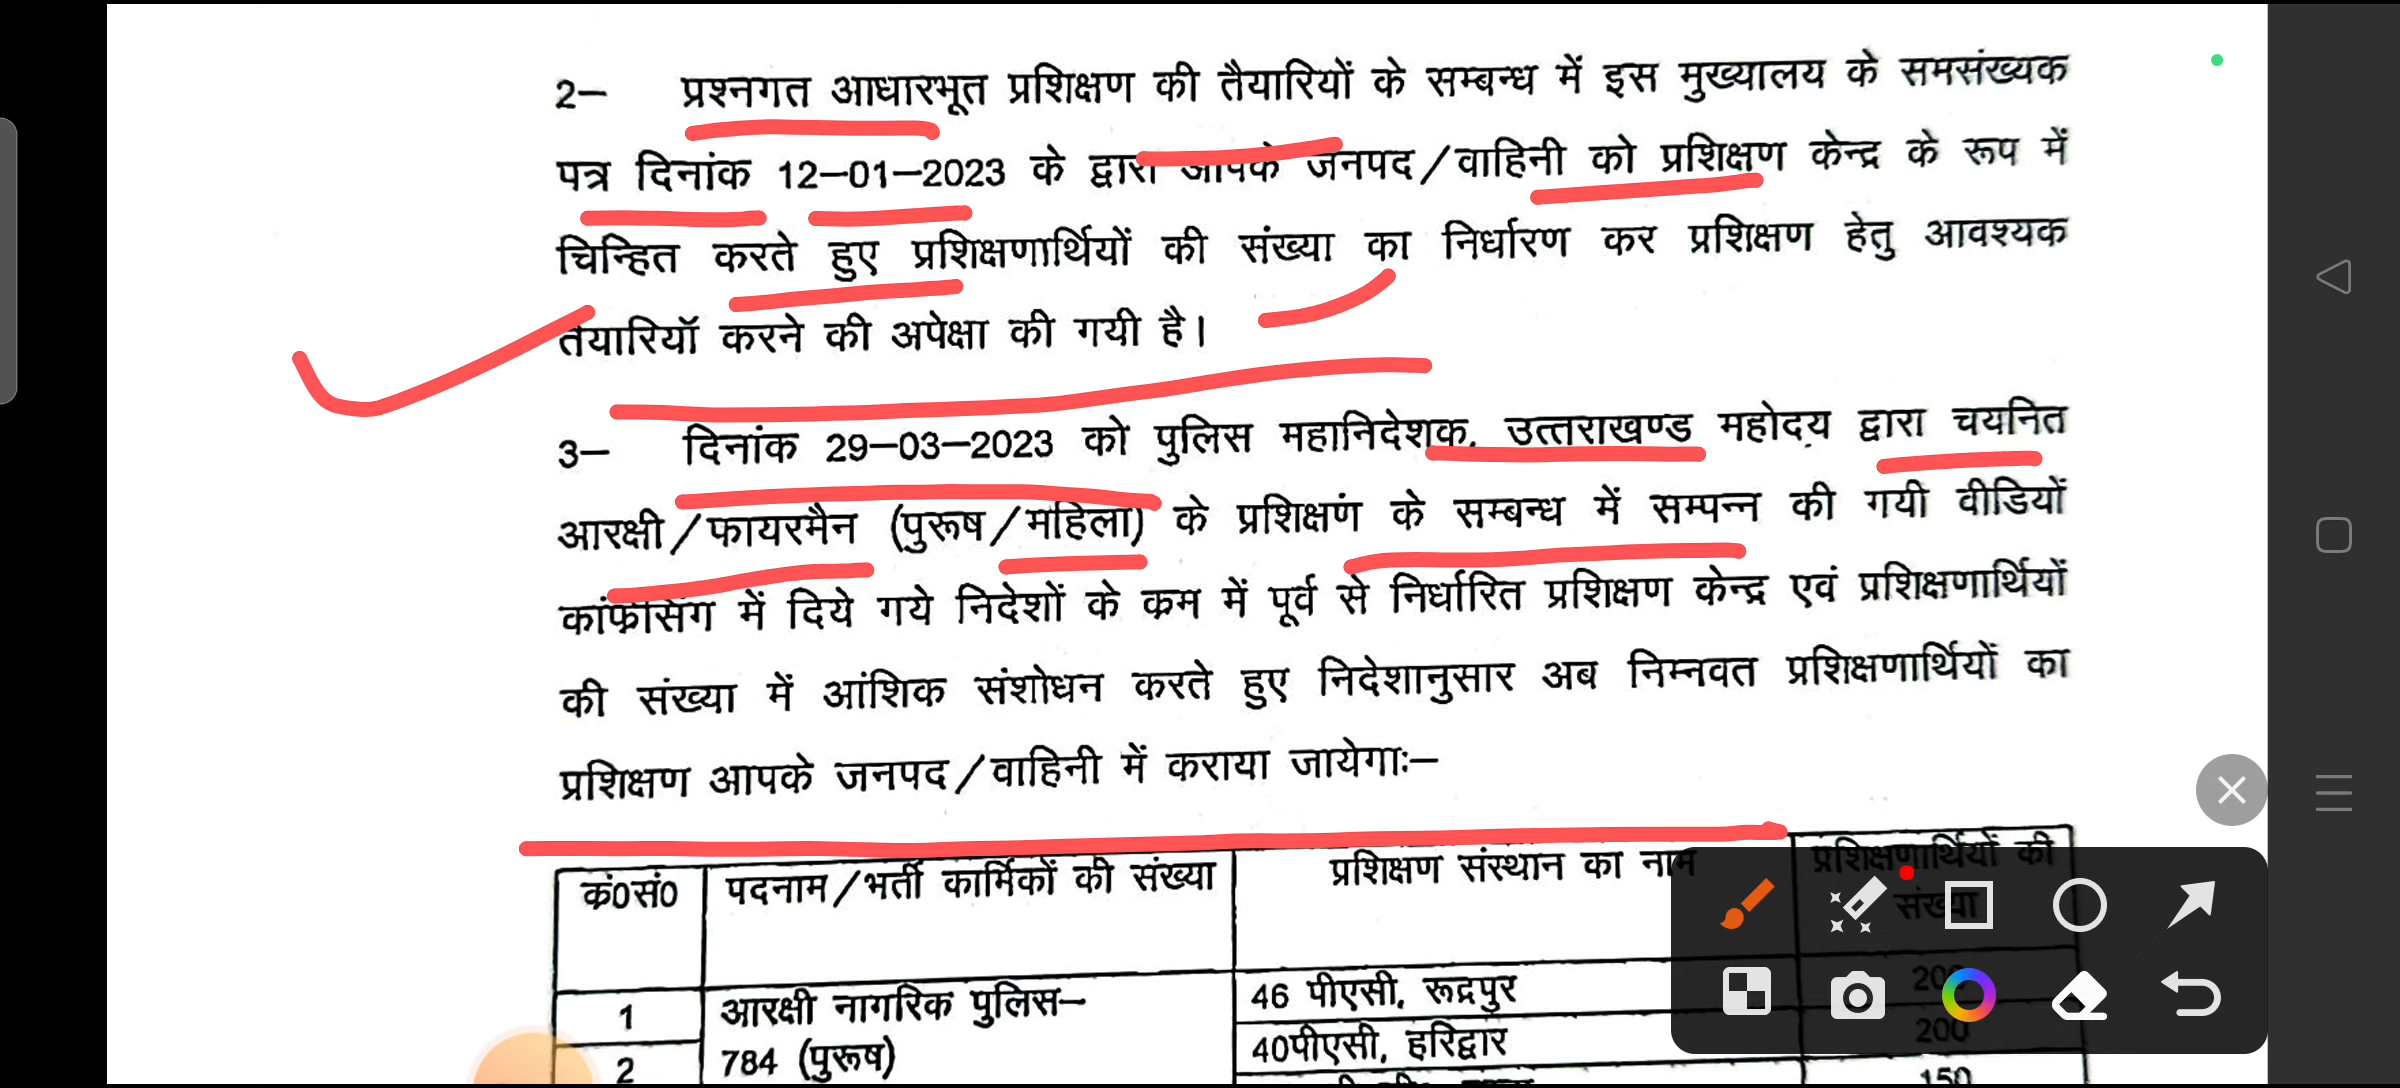 2— प्रश्नगत आधारभूत प्रशिक्षण की तैयारियों के सम्बन्ध में इस मुख्यालय के समसंख्यक
पत्र दिनांक 12—01—2023 के द्वारा आपके जनपद/वाहिनी को प्रशिक्षण केन्द्र के रूप में
चिन्हित करते हुए प्रशिक्षणार्थियों की संख्या का निर्धारण कर प्रशिक्षण हेतु आवश्यक
तैयारियॉ करने की अपेक्षा की गयी है।
3— दिनांक 29—03—2023 को पुलिस महानिदेशक, उत्तराखण्ड महोदय द्वारा चयनित
आरक्षी/फायरमैन (पुरूष/महिला) के प्रशिक्षण के सम्बन्ध में सम्पन्न की गयी वीडियों
कांफ्रेसिंग में दिये गये निदेशों के क्रम में पूर्व से निर्धारित प्रशिक्षण केन्द्र एवं प्रशिक्षणार्थियों
की संख्या में आंशिक संशोधन करते हुए निदेशानुसार अब निम्नवत प्रशिक्षणार्थियों का
प्रशिक्षण आपके जनपद/वाहिनी में कराया जायेगाः—
कं0सं0 पदनाम/भर्ती कार्मिकों की संख्या प्रशिक्षण संस्थान का नाम प्रशिक्षणार्थियों की
संख्या
1 आरक्षी नागरिक पुलिस— 46 पीएसी, रूद्रपुर 200
2 784 (पुरूष) 40पीएसी, हरिद्वार 200
150